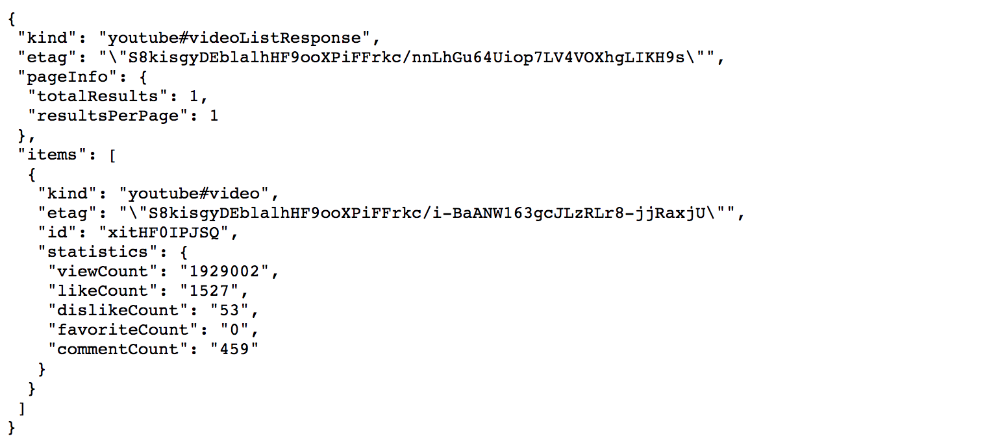 {
 "kind": "youtube#videoListResponse",
 "etag": "\"S8kisgyDEblalhHF9ooXPiFFrkc/nnLhGu64Uiop7LV4VOXhgLIKH9s\"",
 "pageInfo": {
  "totalResults": 1,
  "resultsPerPage": 1
 },
 "items": [
  {
   "kind": "youtube#video",
   "etag": "\"S8kisgyDEblalhHF9ooXPiFFrkc/i-BaANW163gcJLzRLr8-jjRaxjU\"",
   "id": "xitHF0IPJSQ",
   "statistics": {
    "viewCount": "1929002",
    "likeCount": "1527",
    "dislikeCount": "53",
    "favoriteCount": "0",
    "commentCount": "459"
   }
  }
 ]
}